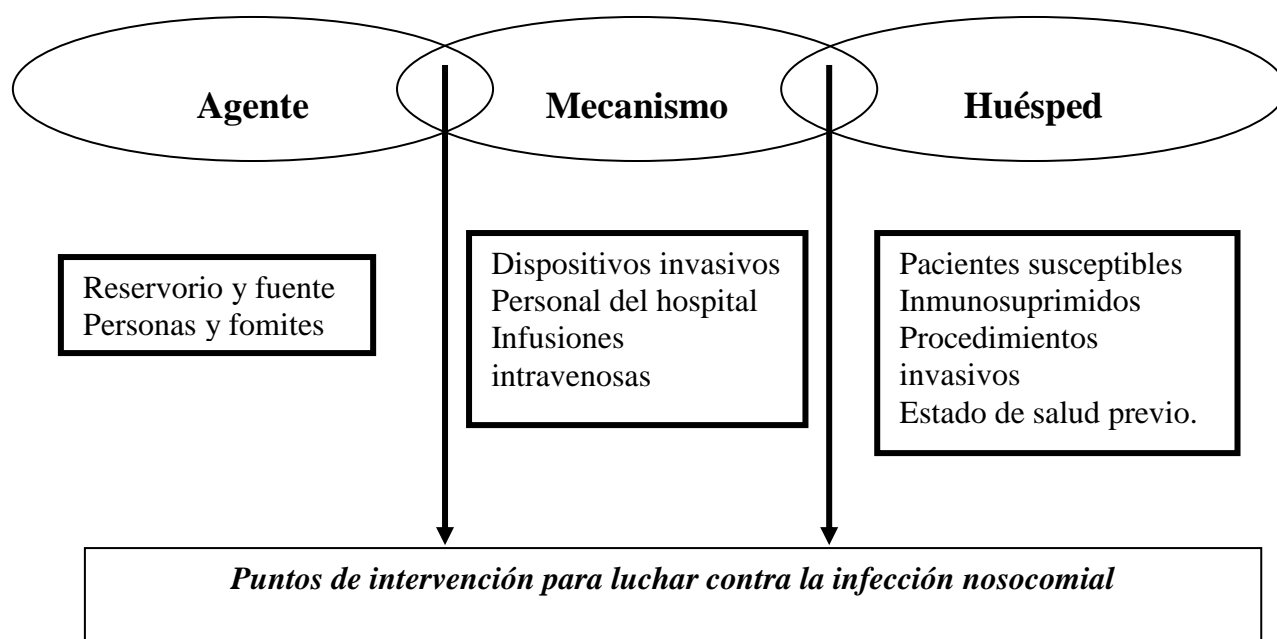 Agente
Mecanismo
Huésped
Reservorio y fuente
Personas y fomites
Dispositivos invasivos
Personal del hospital
Infusiones
intravenosas
Pacientes susceptibles
Inmunosuprimidos
Procedimientos
invasivos
Estado de salud previo.
Puntos de intervención para luchar contra la infección nosocomial